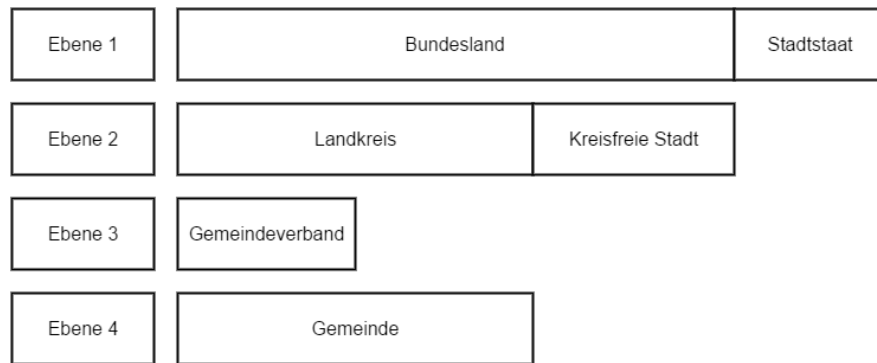 Ebene 1 Bundesland Stadtstaat
Ebene 2 Landkreis Kreisfreie Stadt
Ebene 3 Gemeindeverband
Ebene 4 Gemeinde